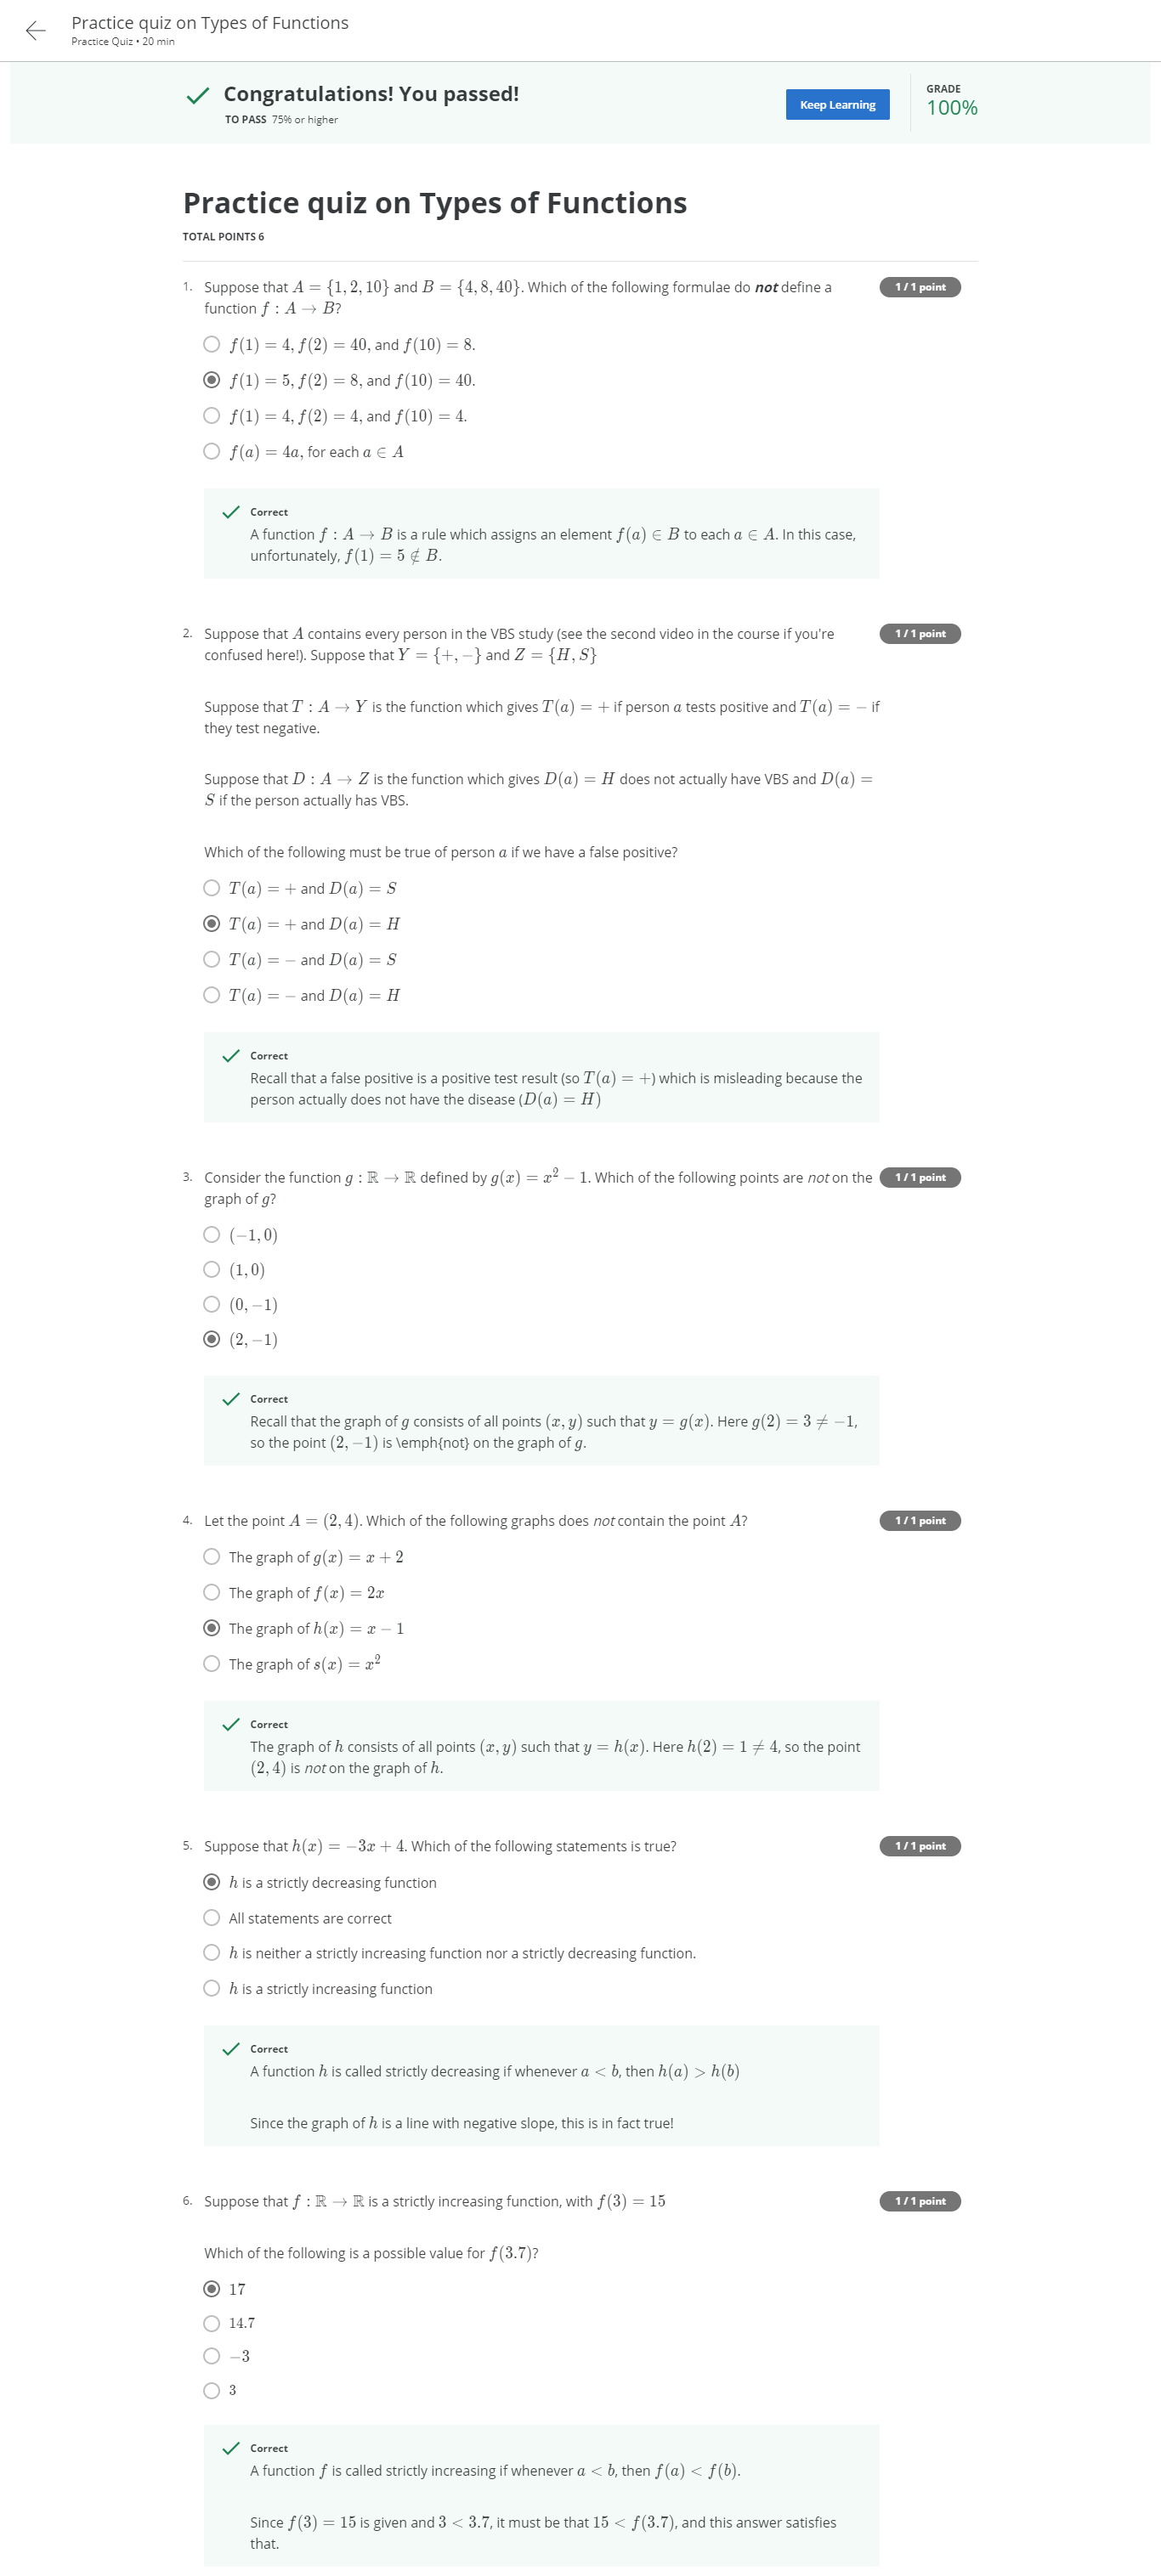 Practice quiz on Types of Functions
Practice Quiz • 20 min
Congratulations! You passed!
TO PASS 75% or higher
Keep Learning
GRADE
100%
Practice quiz on Types of Functions
TOTAL POINTS 6
1. Suppose that A = {1, 2, 10} and B = {4, 8, 40}. Which of the following formulae do not define a
function f : A → B?
1 / 1 point
f(1) = 4, f(2) = 40, and f(10) = 8.
f(1) = 5, f(2) = 8, and f(10) = 40.
f(1) = 4, f(2) = 4, and f(10) = 4.
f(a) = 4a, for each a ∈ A
Correct
A function f : A → B is a rule which assigns an element f(a) ∈ B to each a ∈ A. In this case,
unfortunately, f(1) = 5 ∉ B.
2. Suppose that A contains every person in the VBS study (see the second video in the course if you're
confused here!). Suppose that Y = {+, −} and Z = {H, S}
1 / 1 point
Suppose that T : A → Y is the function which gives T(a) = + if person a tests positive and T(a) = − if
they test negative.
Suppose that D : A → Z is the function which gives D(a) = H does not actually have VBS and D(a) =
S if the person actually has VBS.
Which of the following must be true of person a if we have a false positive?
T(a) = + and D(a) = S
T(a) = + and D(a) = H
T(a) = − and D(a) = S
T(a) = − and D(a) = H
Correct
Recall that a false positive is a positive test result (so T(a) = +) which is misleading because the
person actually does not have the disease (D(a) = H)
3. Consider the function g : ℝ → ℝ defined by g(x) = x² − 1. Which of the following points are not on the
graph of g?
1 / 1 point
(−1, 0)
(1, 0)
(0, −1)
(2, −1)
Correct
Recall that the graph of g consists of all points (x, y) such that y = g(x). Here g(2) = 3 ≠ −1,
so the point (2, −1) is \emph{not} on the graph of g.
4. Let the point A = (2, 4). Which of the following graphs does not contain the point A?
1 / 1 point
The graph of g(x) = x + 2
The graph of f(x) = 2x
The graph of h(x) = x − 1
The graph of s(x) = x²
Correct
The graph of h consists of all points (x, y) such that y = h(x). Here h(2) = 1 ≠ 4, so the point
(2, 4) is not on the graph of h.
5. Suppose that h(x) = −3x + 4. Which of the following statements is true?
1 / 1 point
h is a strictly decreasing function
All statements are correct
h is neither a strictly increasing function nor a strictly decreasing function.
h is a strictly increasing function
Correct
A function h is called strictly decreasing if whenever a < b, then h(a) > h(b)
Since the graph of h is a line with negative slope, this is in fact true!
6. Suppose that f : ℝ → ℝ is a strictly increasing function, with f(3) = 15
1 / 1 point
Which of the following is a possible value for f(3.7)?
17
14.7
−3
3
Correct
A function f is called strictly increasing if whenever a < b, then f(a) < f(b).
Since f(3) = 15 is given and 3 < 3.7, it must be that 15 < f(3.7), and this answer satisfies
that.